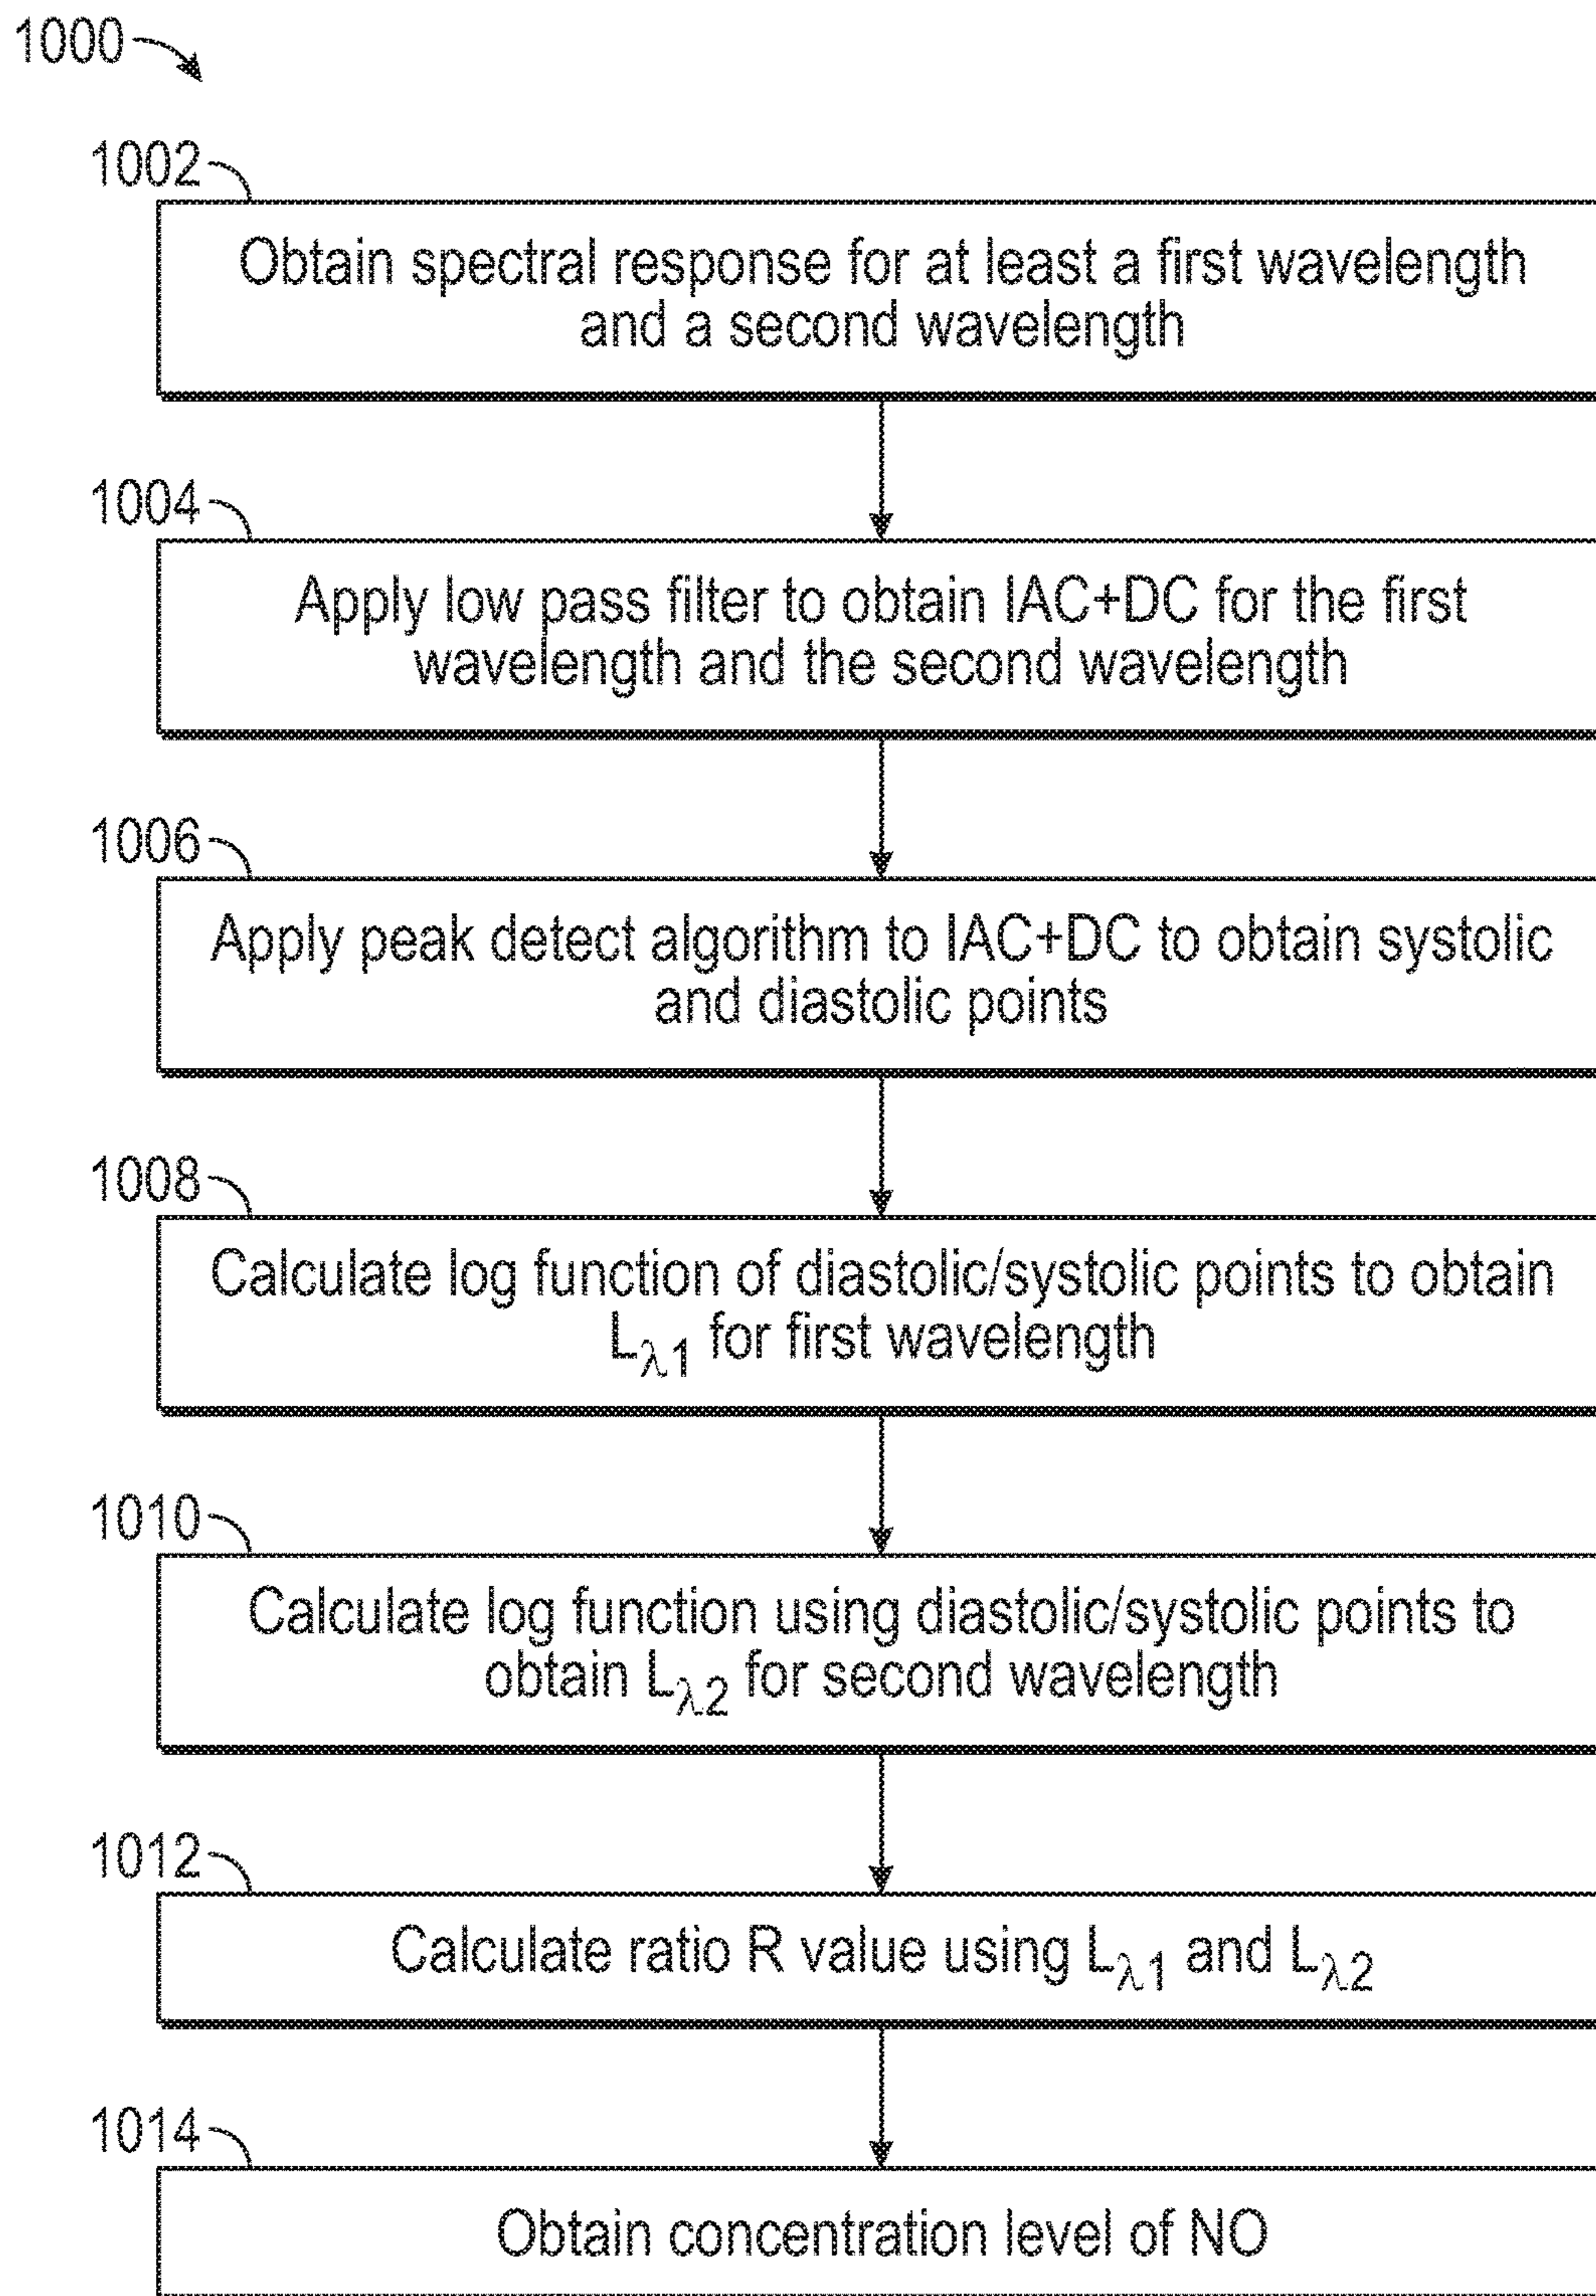 1000
1002
Obtain spectral response for at least a first wavelength
and a second wavelength
1004
Apply low pass filter to obtain IAC+DC for the first
wavelength and the second wavelength
1006
Apply peak detect algorithm to IAC+DC to obtain systolic
and diastolic points
1008
Calculate log function of diastolic/systolic points to obtain
Lλ1 for first wavelength
1010
Calculate log function using diastolic/systolic points to
obtain Lλ2 for second wavelength
1012
Calculate ratio R value using Lλ1 and Lλ2
1014
Obtain concentration level of NO